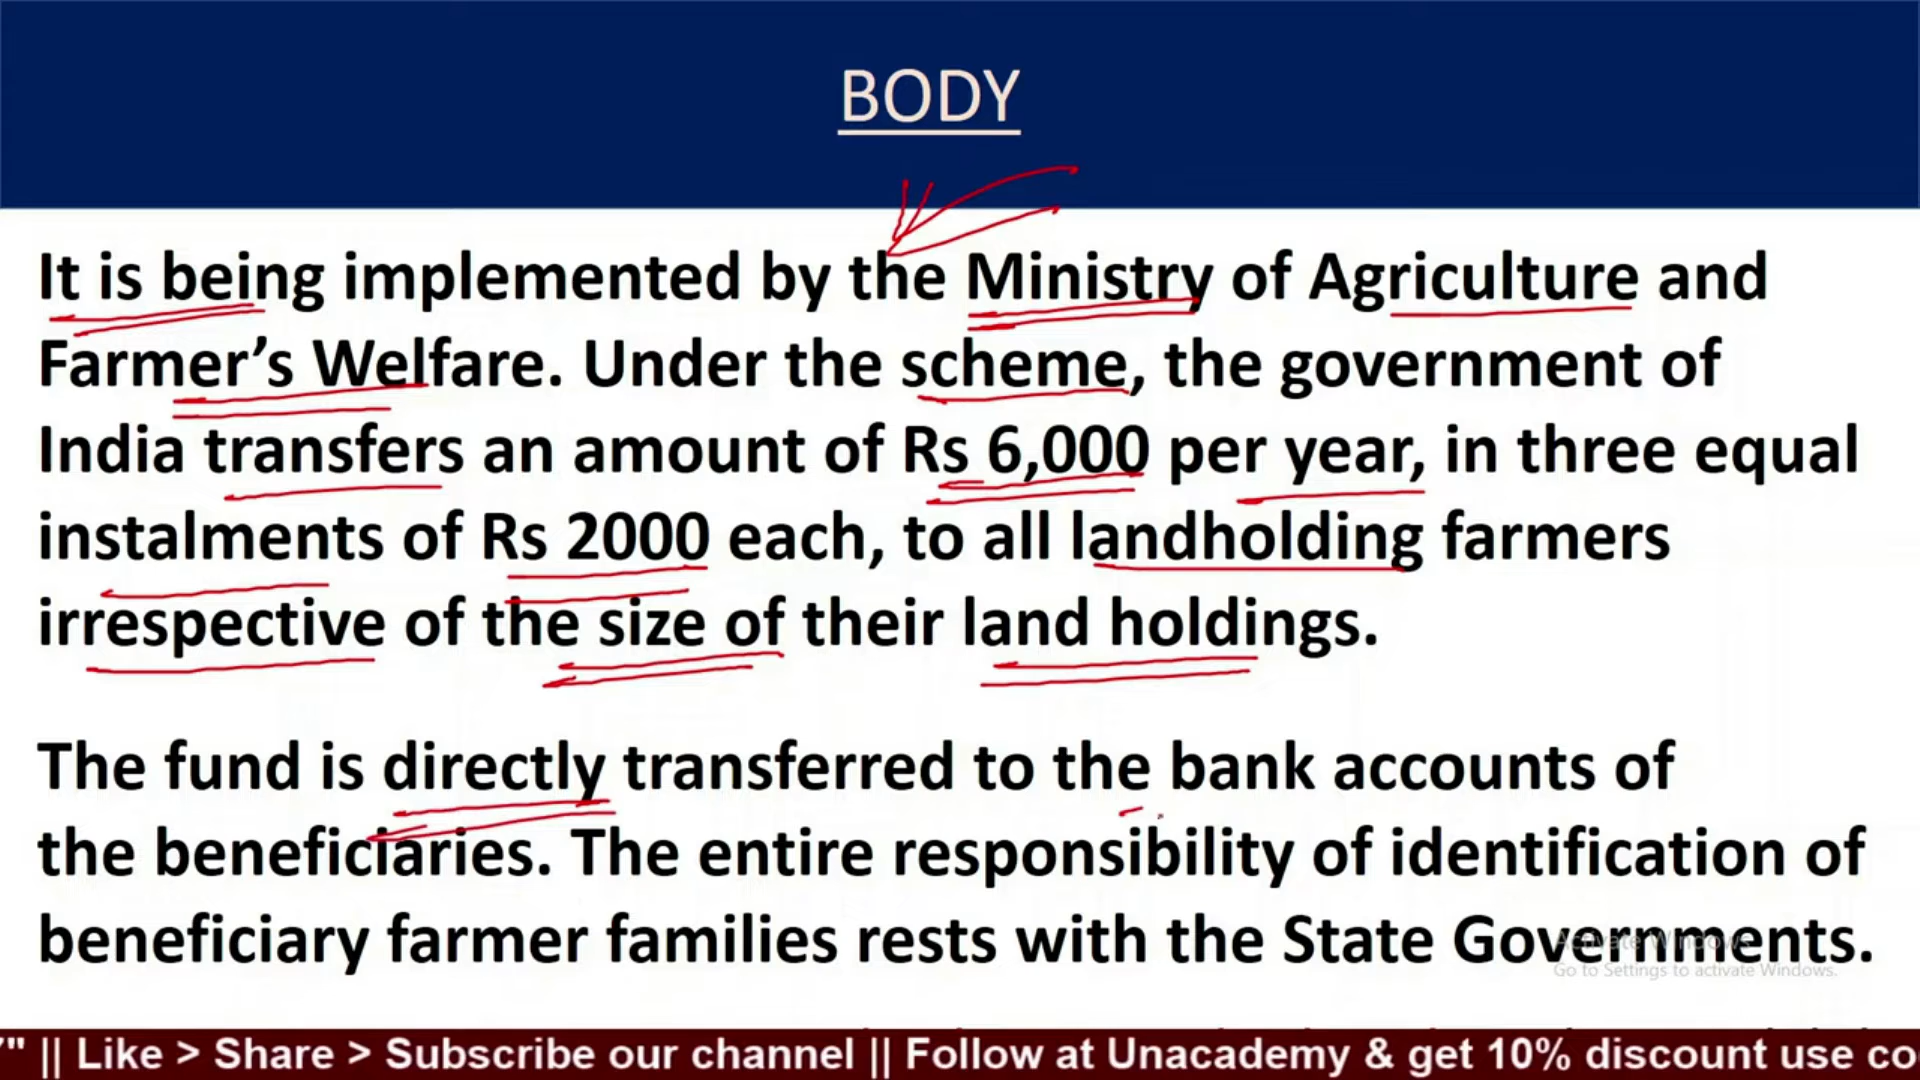 BODY
It is being implemented by the Ministry of Agriculture and
Farmer’s Welfare. Under the scheme, the government of
India transfers an amount of Rs 6,000 per year, in three equal
instalments of Rs 2000 each, to all landholding farmers
irrespective of the size of their land holdings.
The fund is directly transferred to the bank accounts of
the beneficiaries. The entire responsibility of identification of
beneficiary farmer families rests with the State Governments.
Activate Windows
Go to Settings to activate Windows.
" || Like > Share > Subscribe our channel || Follow at Unacademy & get 10% discount use co